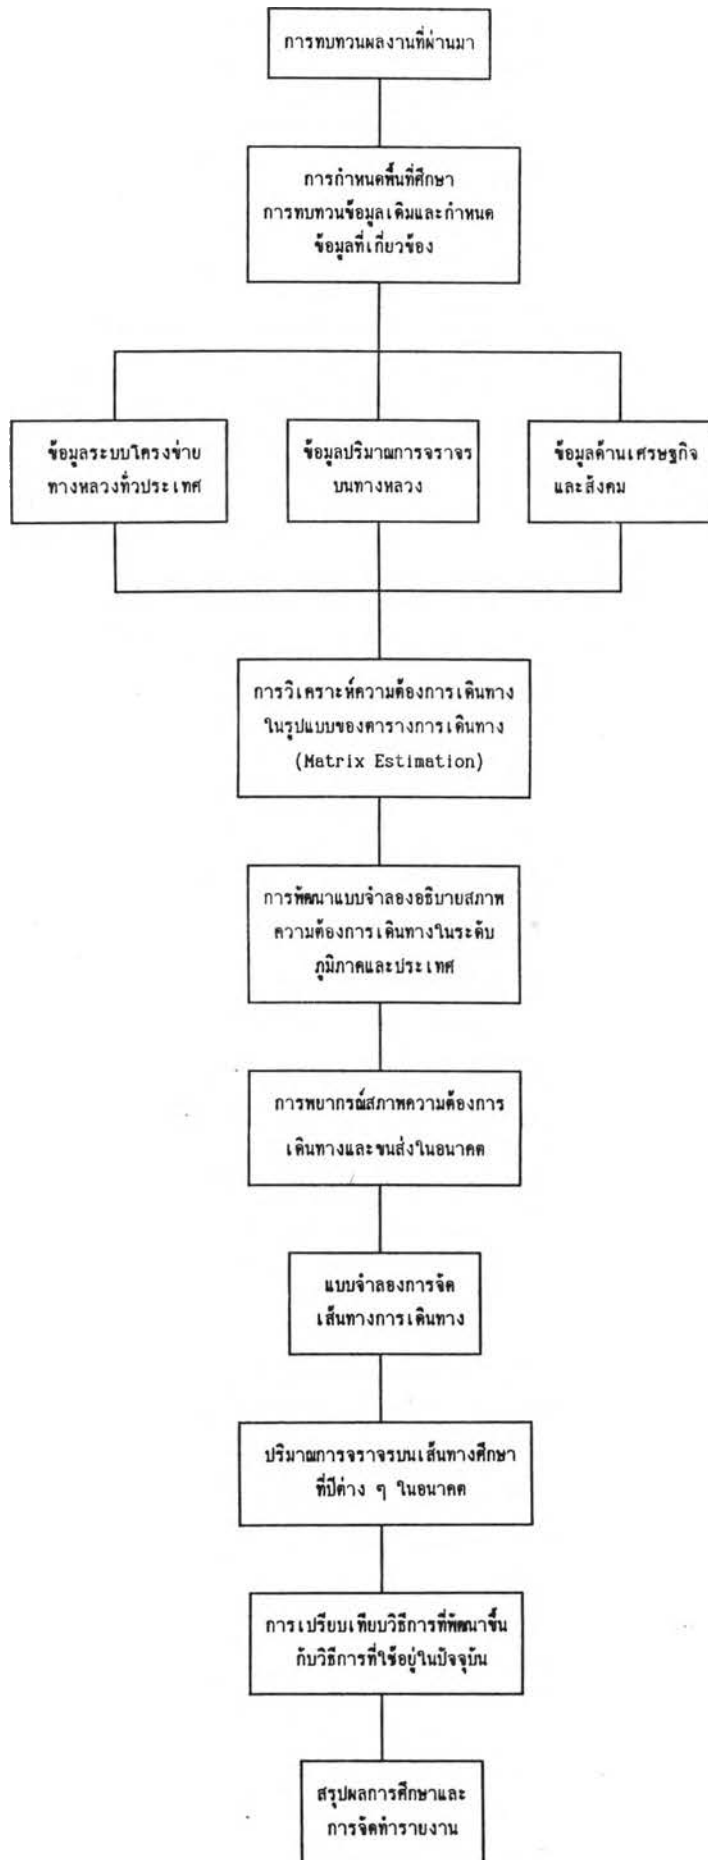 การทบทวนผลงานที่ผ่านมา
การกำหนดพื้นที่ศึกษา
การทบทวนข้อมูลเดิมและกำหนด
ข้อมูลที่เกี่ยวข้อง
ข้อมูลระบบโครงข่าย
ทางหลวงทั่วประเทศ
ข้อมูลปริมาณการจราจร
บนทางหลวง
ข้อมูลด้านเศรษฐกิจ
และสังคม
การวิเคราะห์ความต้องการเดินทาง
ในรูปแบบของตารางการเดินทาง
(Matrix Estimation)
การพัฒนาแบบจำลองอธิบายสภาพ
ความต้องการเดินทางในระดับ
ภูมิภาคและประเทศ
การพยากรณ์สภาพความต้องการ
เดินทางและขนส่งในอนาคต
แบบจำลองการจัด
เส้นทางการเดินทาง
ปริมาณการจราจรบนเส้นทางศึกษา
ที่ปีต่าง ๆ ในอนาคต
การเปรียบเทียบวิธีการที่พัฒนาขึ้น
กับวิธีการที่ใช้อยู่ในปัจจุบัน
สรุปผลการศึกษาและ
การจัดทำรายงาน